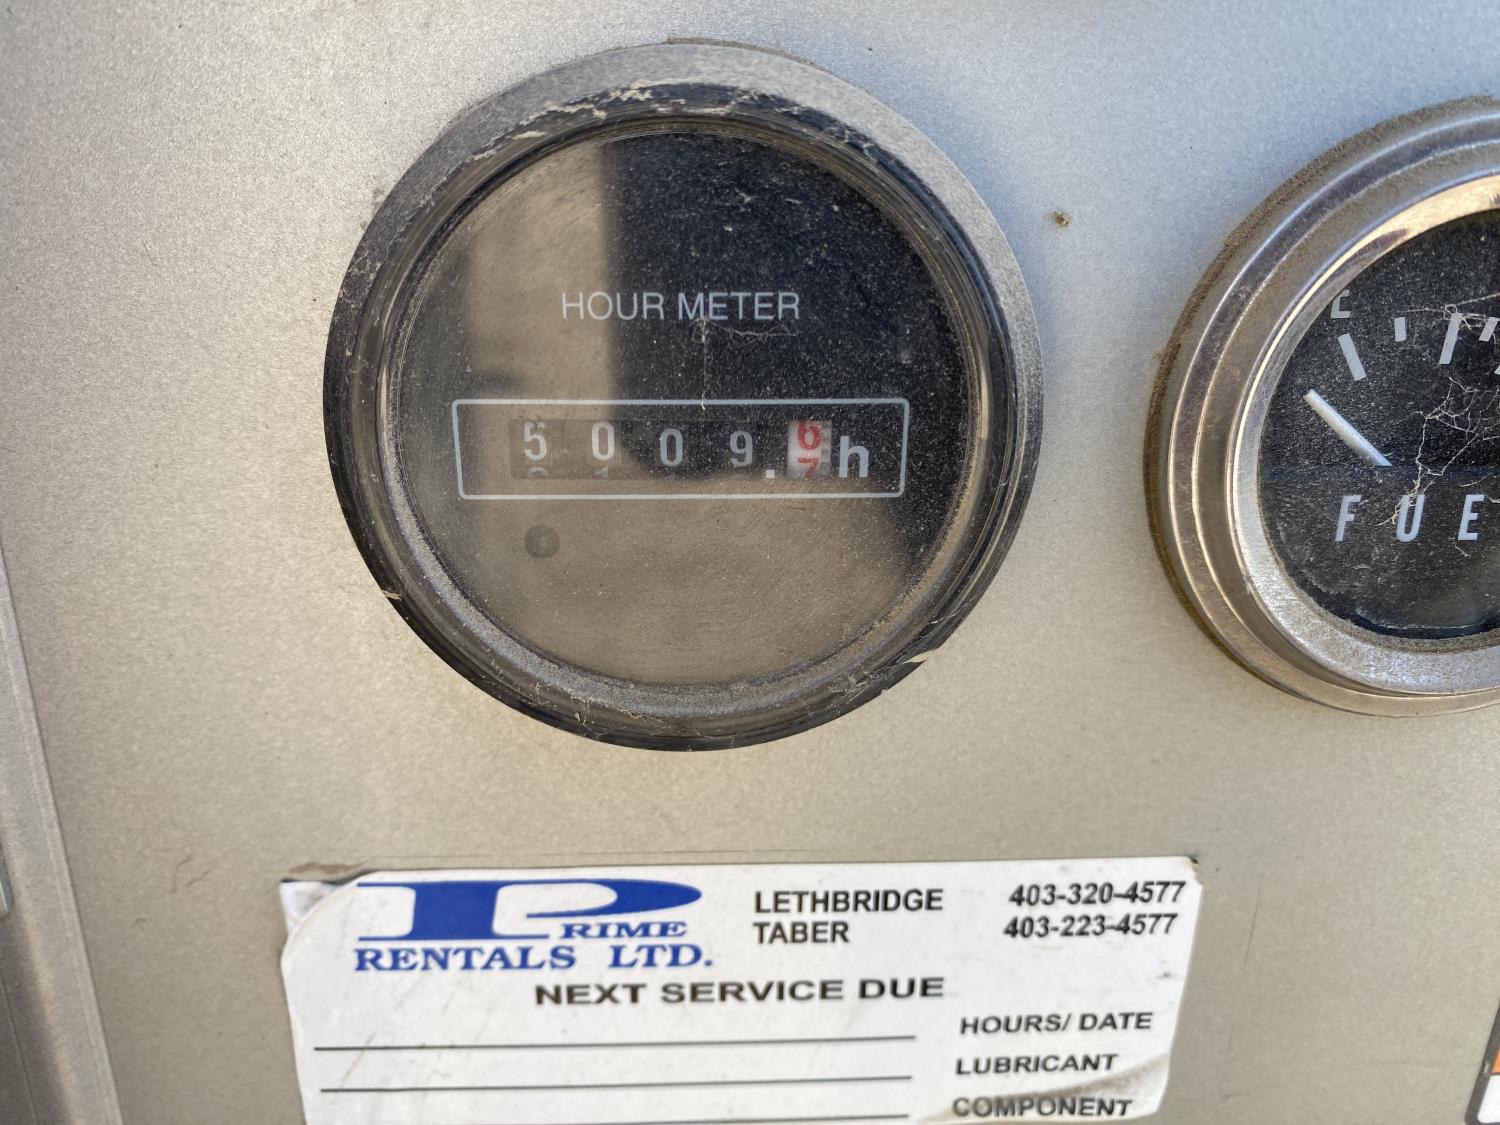 HOUR METER
5009.6h
E
FUE
PRIME
RENTALS LTD.
LETHBRIDGE 403-320-4577
TABER 403-223-4577
NEXT SERVICE DUE
HOURS/ DATE
LUBRICANT
COMPONENT